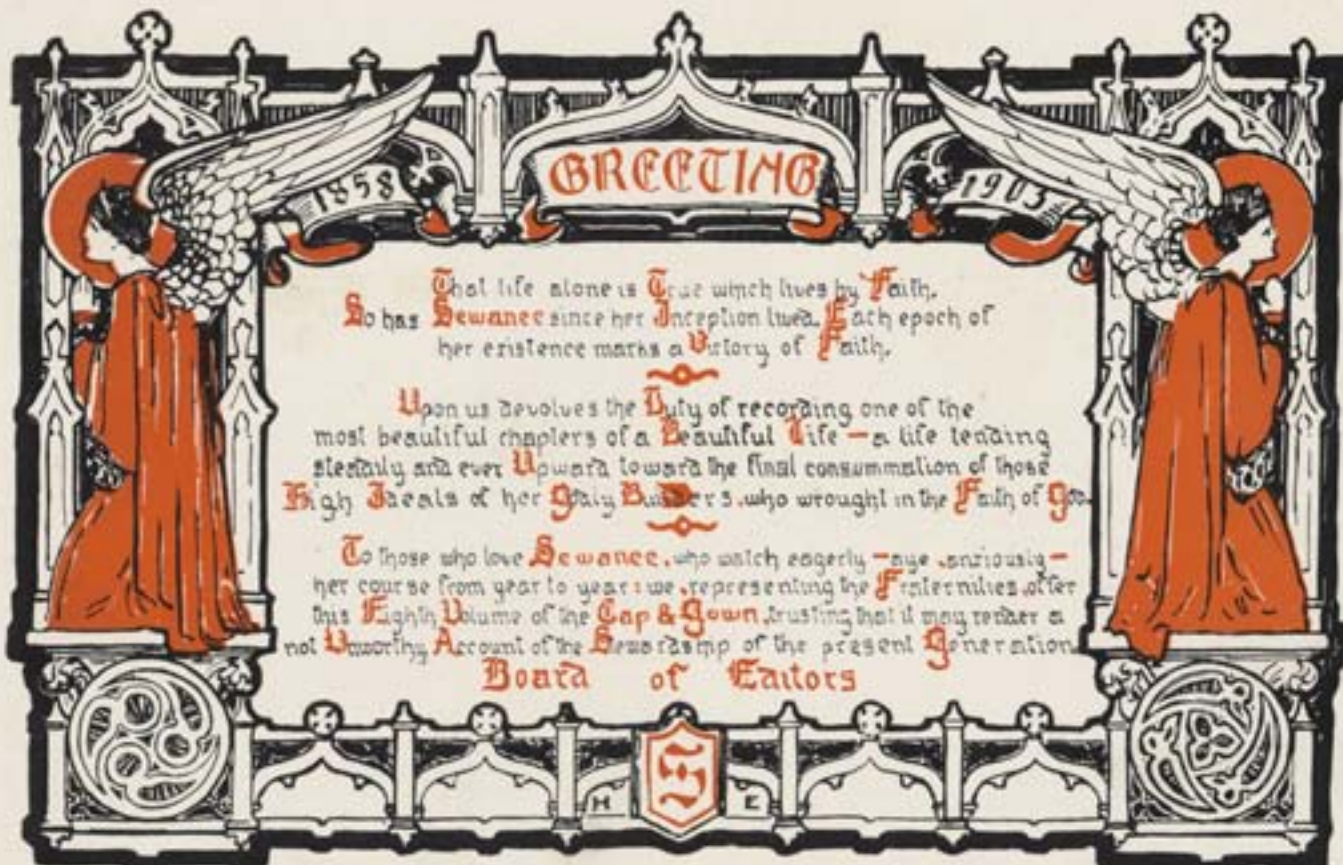 GREETING
1858
1903
That life alone is True which lives by Faith.
So has Sewanee since her Inception lived. Each epoch of
her existence marks a Victory of Faith.
Upon us devolves the Duty of recording one of the
most beautiful chapters of a Beautiful Life — a life tending
steadily and ever Upward toward the final consummation of those
High Ideals of her Godly Builders, who wrought in the Faith of God.
To those who love Sewanee, who watch eagerly — aye, anxiously —
her course from year to year: we, representing the Fraternities, offer
this Eighth Volume of the Cap & Gown, trusting that it may render a
not Unworthy Account of the Stewardship of the present Generation
Board of Editors
H S E